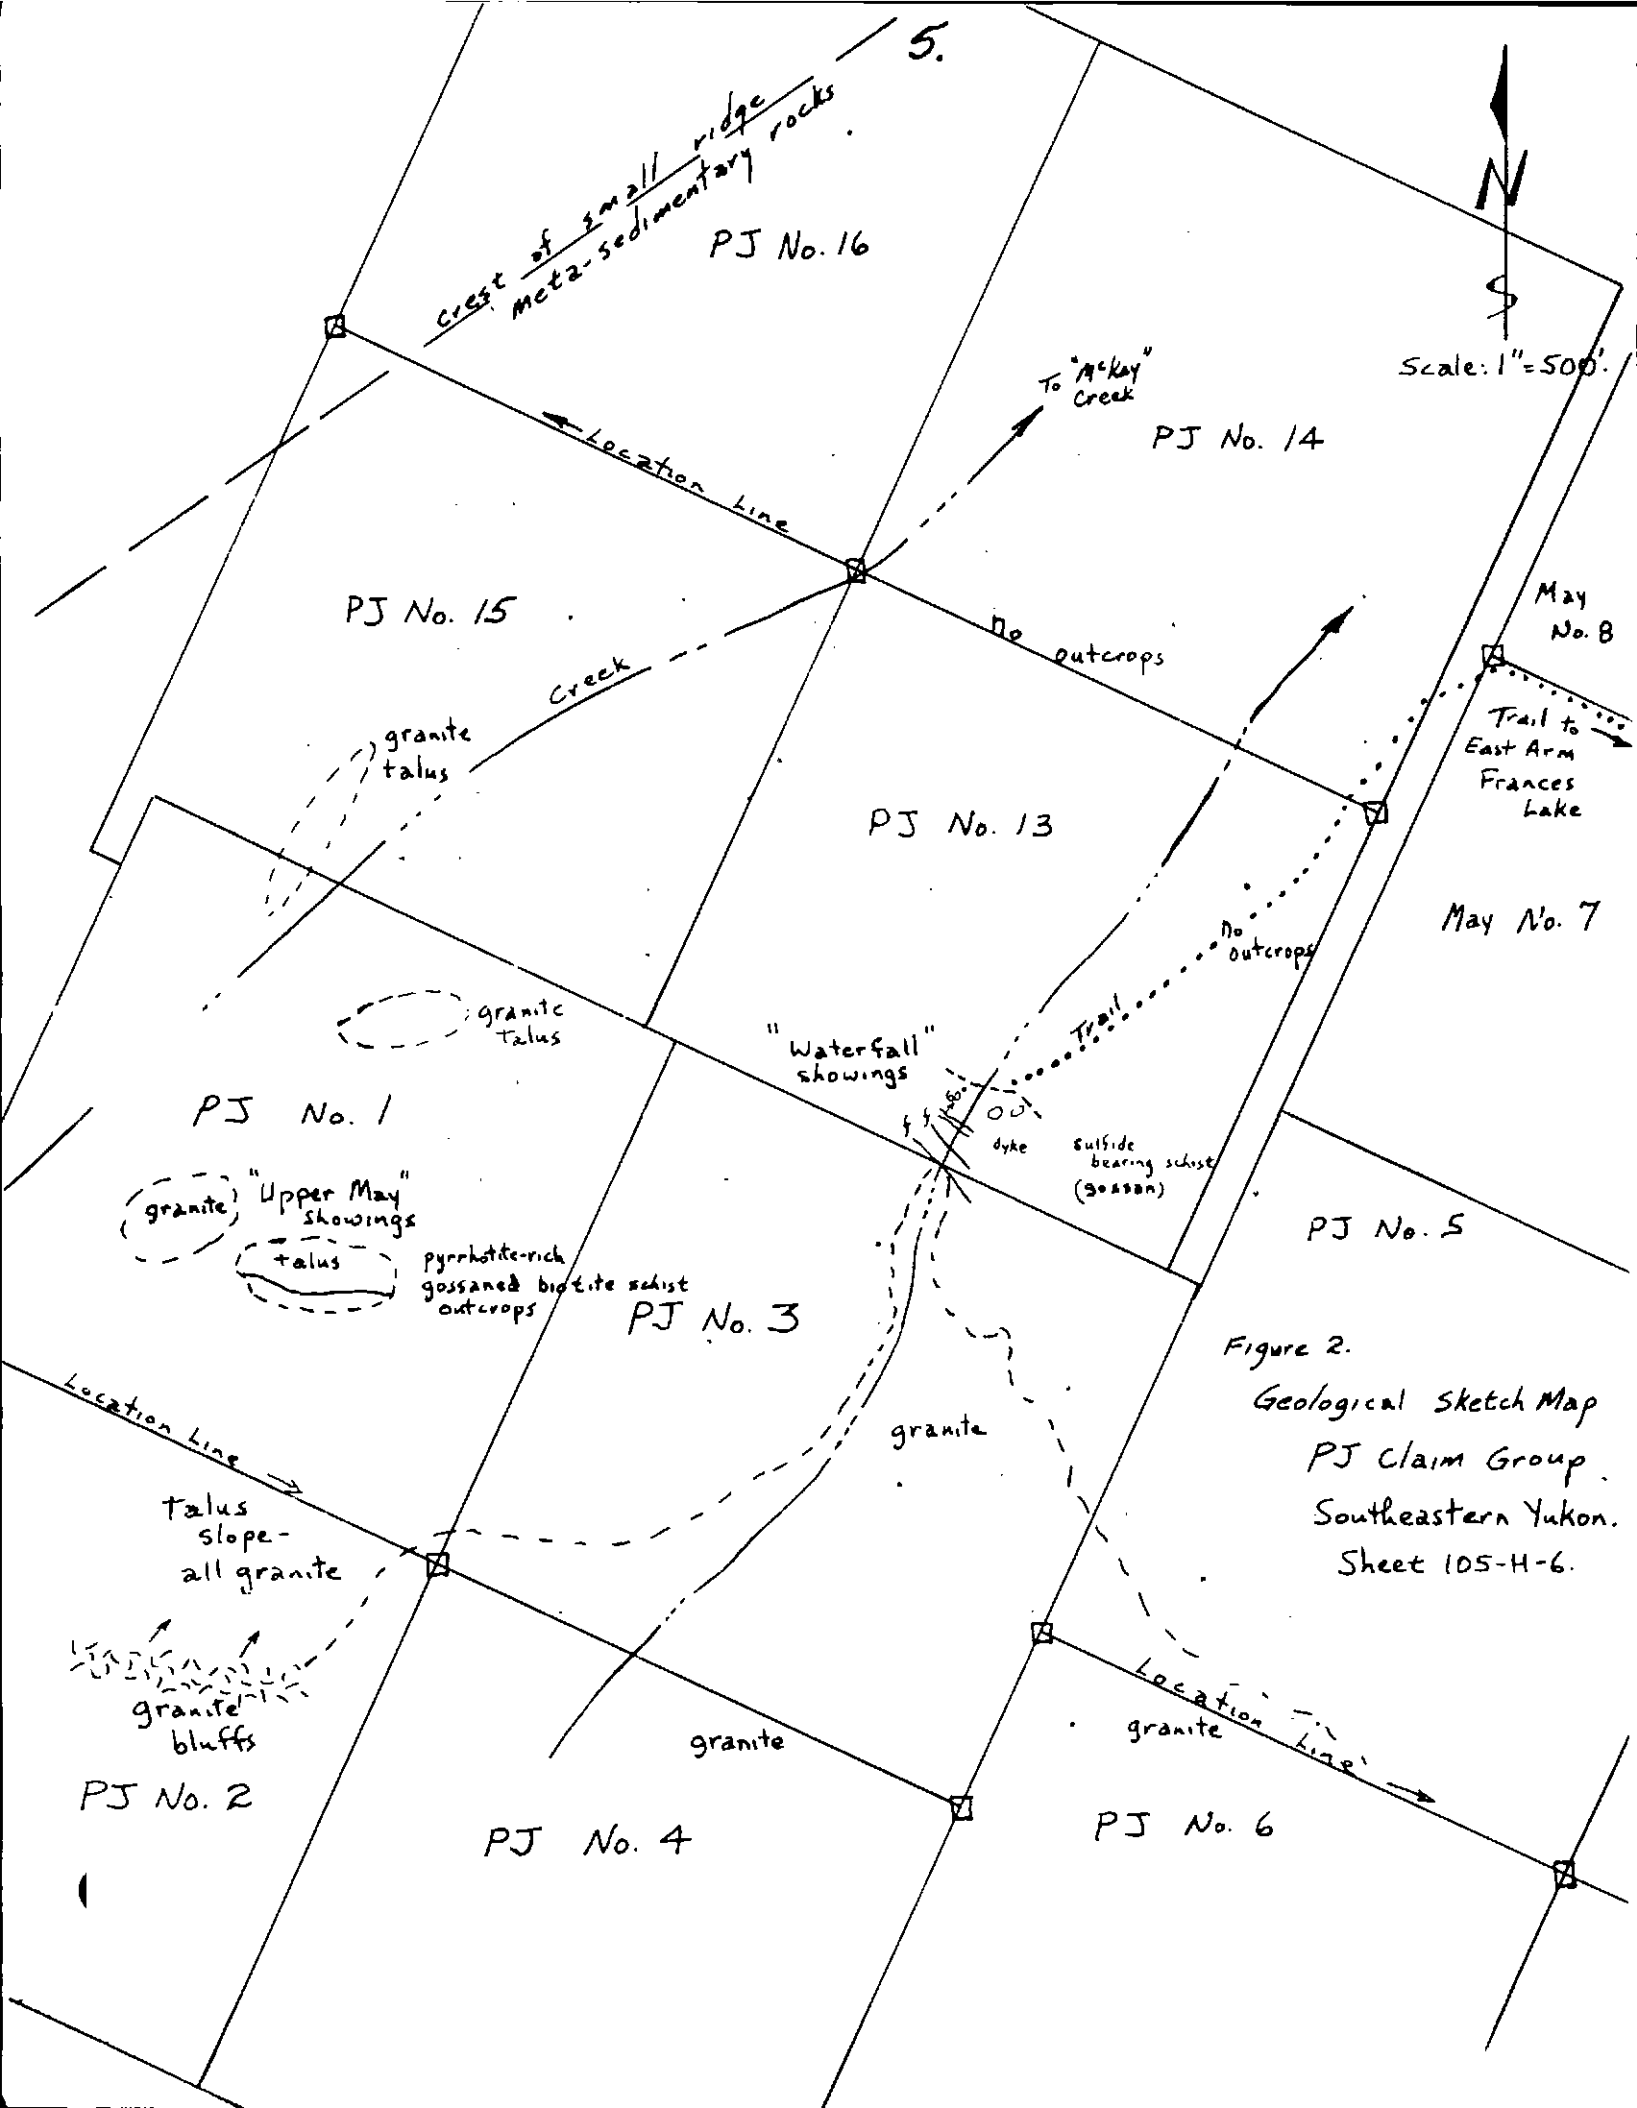 5.
crest of small ridge
meta-sedimentary rocks
PJ No. 16
N
S
Scale: 1"=500'.
To "McKay"
Creek
PJ No. 14
Location Line
PJ No. 15
no
outcrops
May
No. 8
Creek
Trail to
East Arm
Frances
Lake
granite
talus
PJ No. 13
May No. 7
no
outcrops
granite
Talus
Trail
"Waterfall"
showings
PJ No. 1
f f
dyke
sulfide
bearing schist
(gossan)
granite
"Upper May"
showings
PJ No. 5
talus
pyrrhotite-rich
gossaned biotite schist
outcrops
PJ No. 3
Figure 2.
Geological Sketch Map
PJ Claim Group.
Southeastern Yukon.
Sheet 105-H-6.
Location Line
granite
Talus
slope-
all granite
granite
bluffs
Location Line
granite
granite
PJ No. 2
PJ No. 4
PJ No. 6